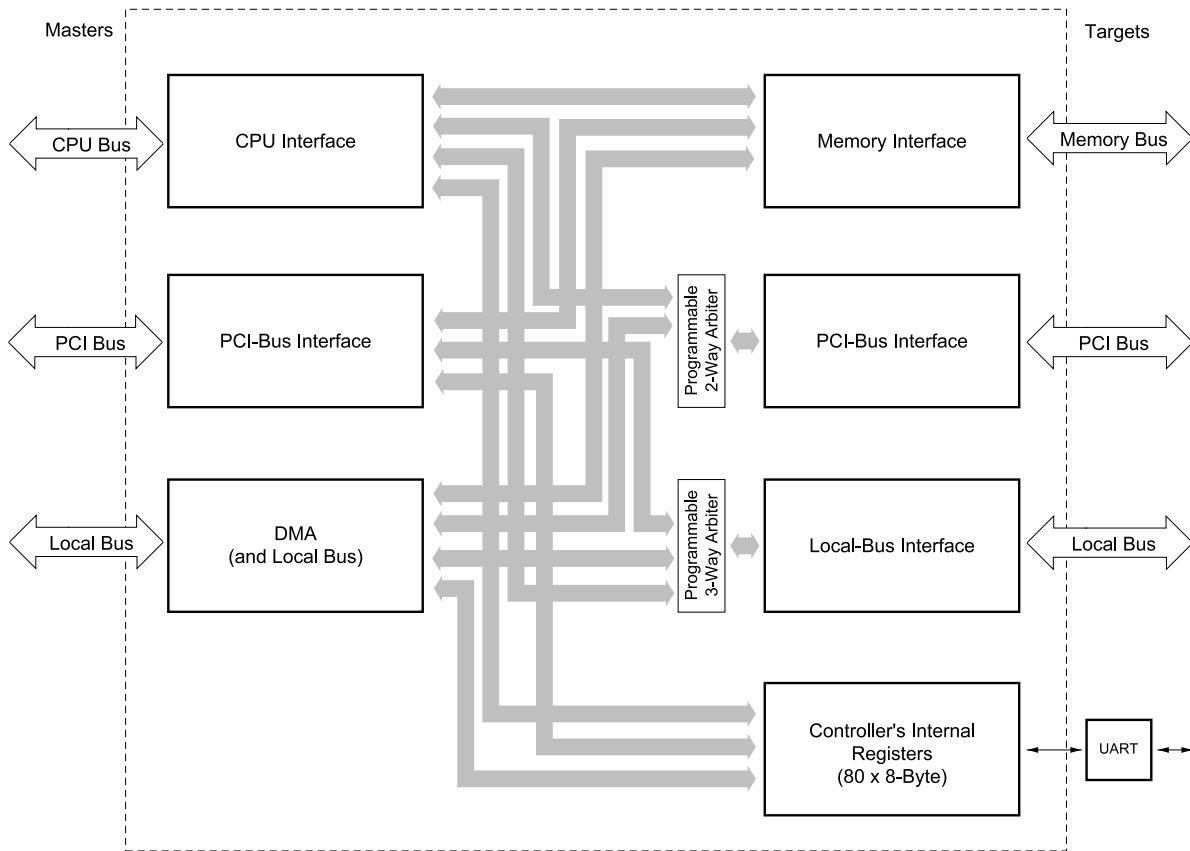 Masters
Targets
CPU Bus
CPU Interface
Memory Interface
Memory Bus
PCI Bus
PCI-Bus Interface
Programmable
2-Way Arbiter
PCI-Bus Interface
PCI Bus
Local Bus
DMA
(and Local Bus)
Programmable
3-Way Arbiter
Local-Bus Interface
Local Bus
Controller's Internal
Registers
(80 x 8-Byte)
UART